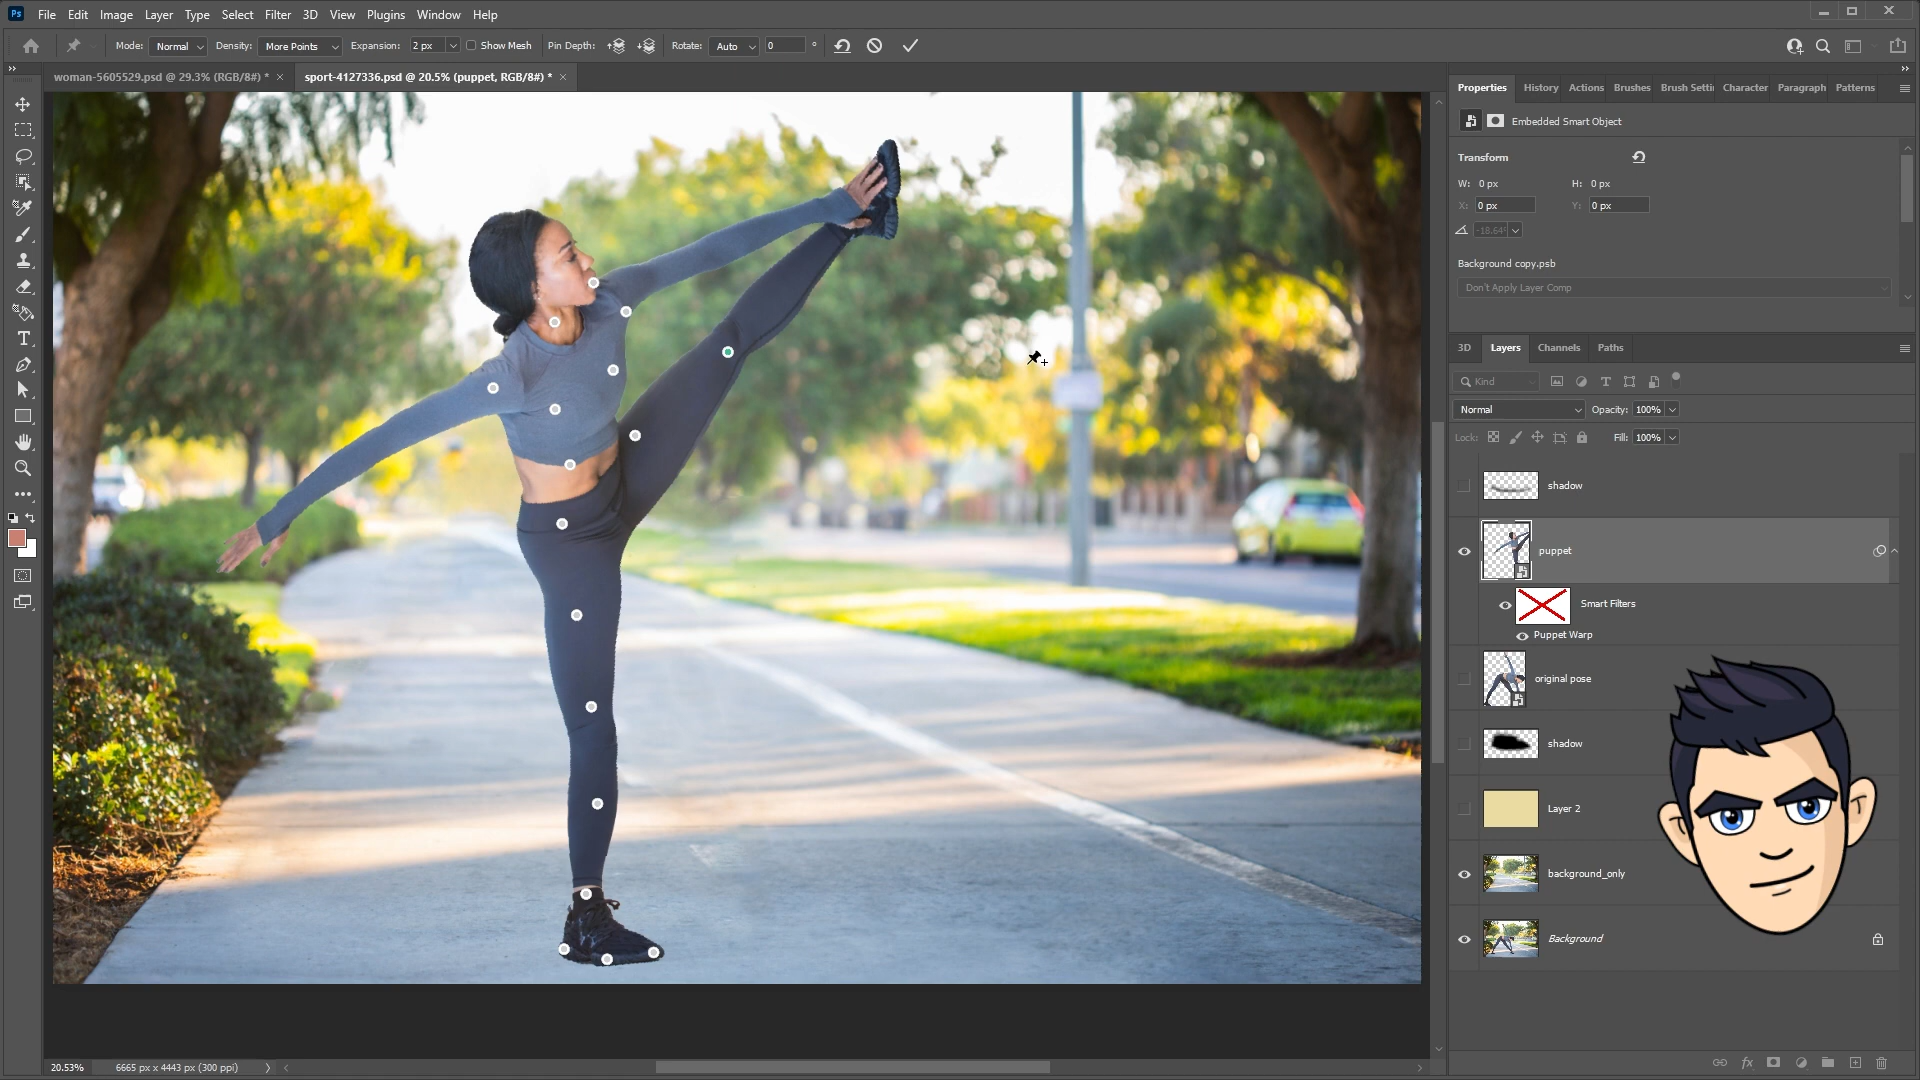 Ps File Edit Image Layer Type Select Filter 3D View Plugins Window Help
Mode: Normal Density: More Points Expansion: 2 px Show Mesh Pin Depth: Rotate: Auto 0 °
woman-5605529.psd @ 29.3% (RGB/8#) * × sport-4127336.psd @ 20.5% (puppet, RGB/8#) * ×
Properties History Actions Brushes Brush Setti Character Paragraph Patterns
Embedded Smart Object
Transform
W: 0 px H: 0 px
X: 0 px Y: 0 px
-18.64°
Background copy.psb
Don't Apply Layer Comp
3D Layers Channels Paths
Kind
Normal Opacity: 100%
Lock: Fill: 100%
shadow
puppet
Smart Filters
Puppet Warp
original pose
shadow
Layer 2
background_only
Background
20.53% 6665 px x 4443 px (300 ppi)